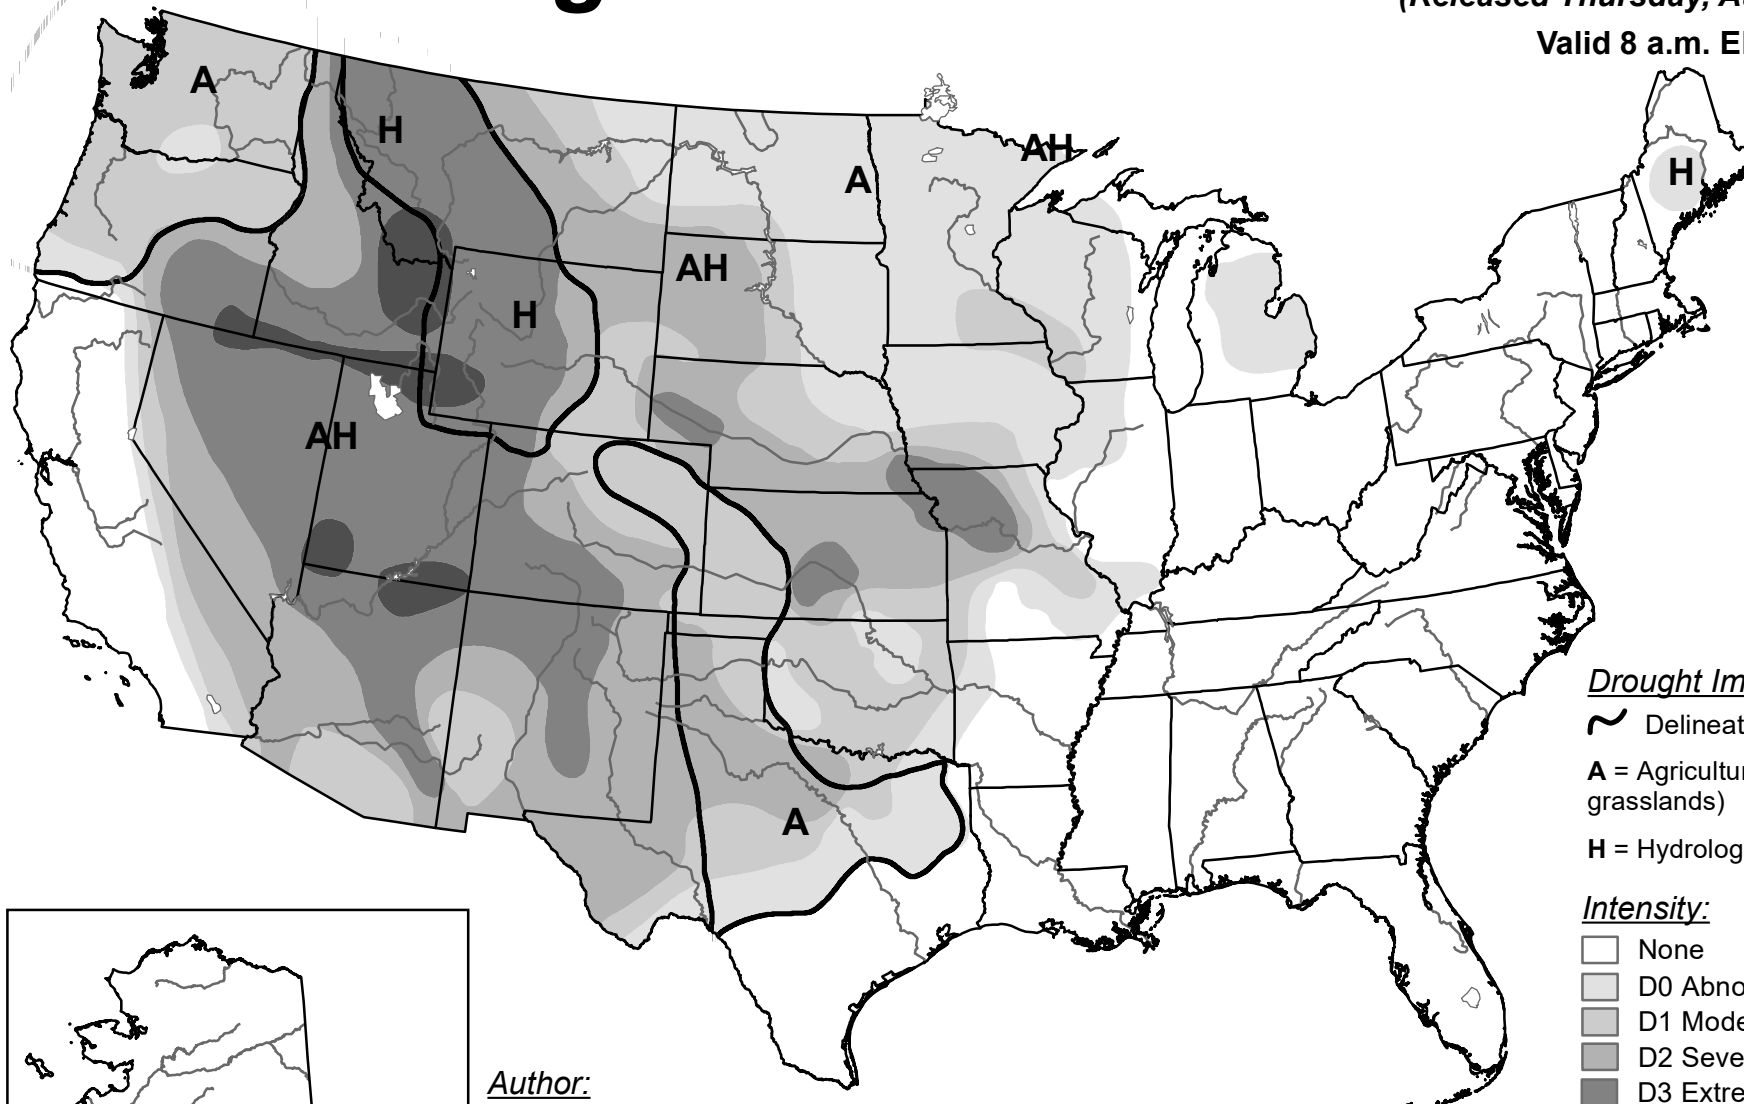 g
(Released Thursday, Au
Valid 8 a.m. E
A
H
AH
H
A
AH
H
AH
A
Drought Im
Delineat
A = Agricultur
grasslands)
H = Hydrolog
Intensity:
None
D0 Abno
D1 Mode
D2 Seve
D3 Extre
Author: